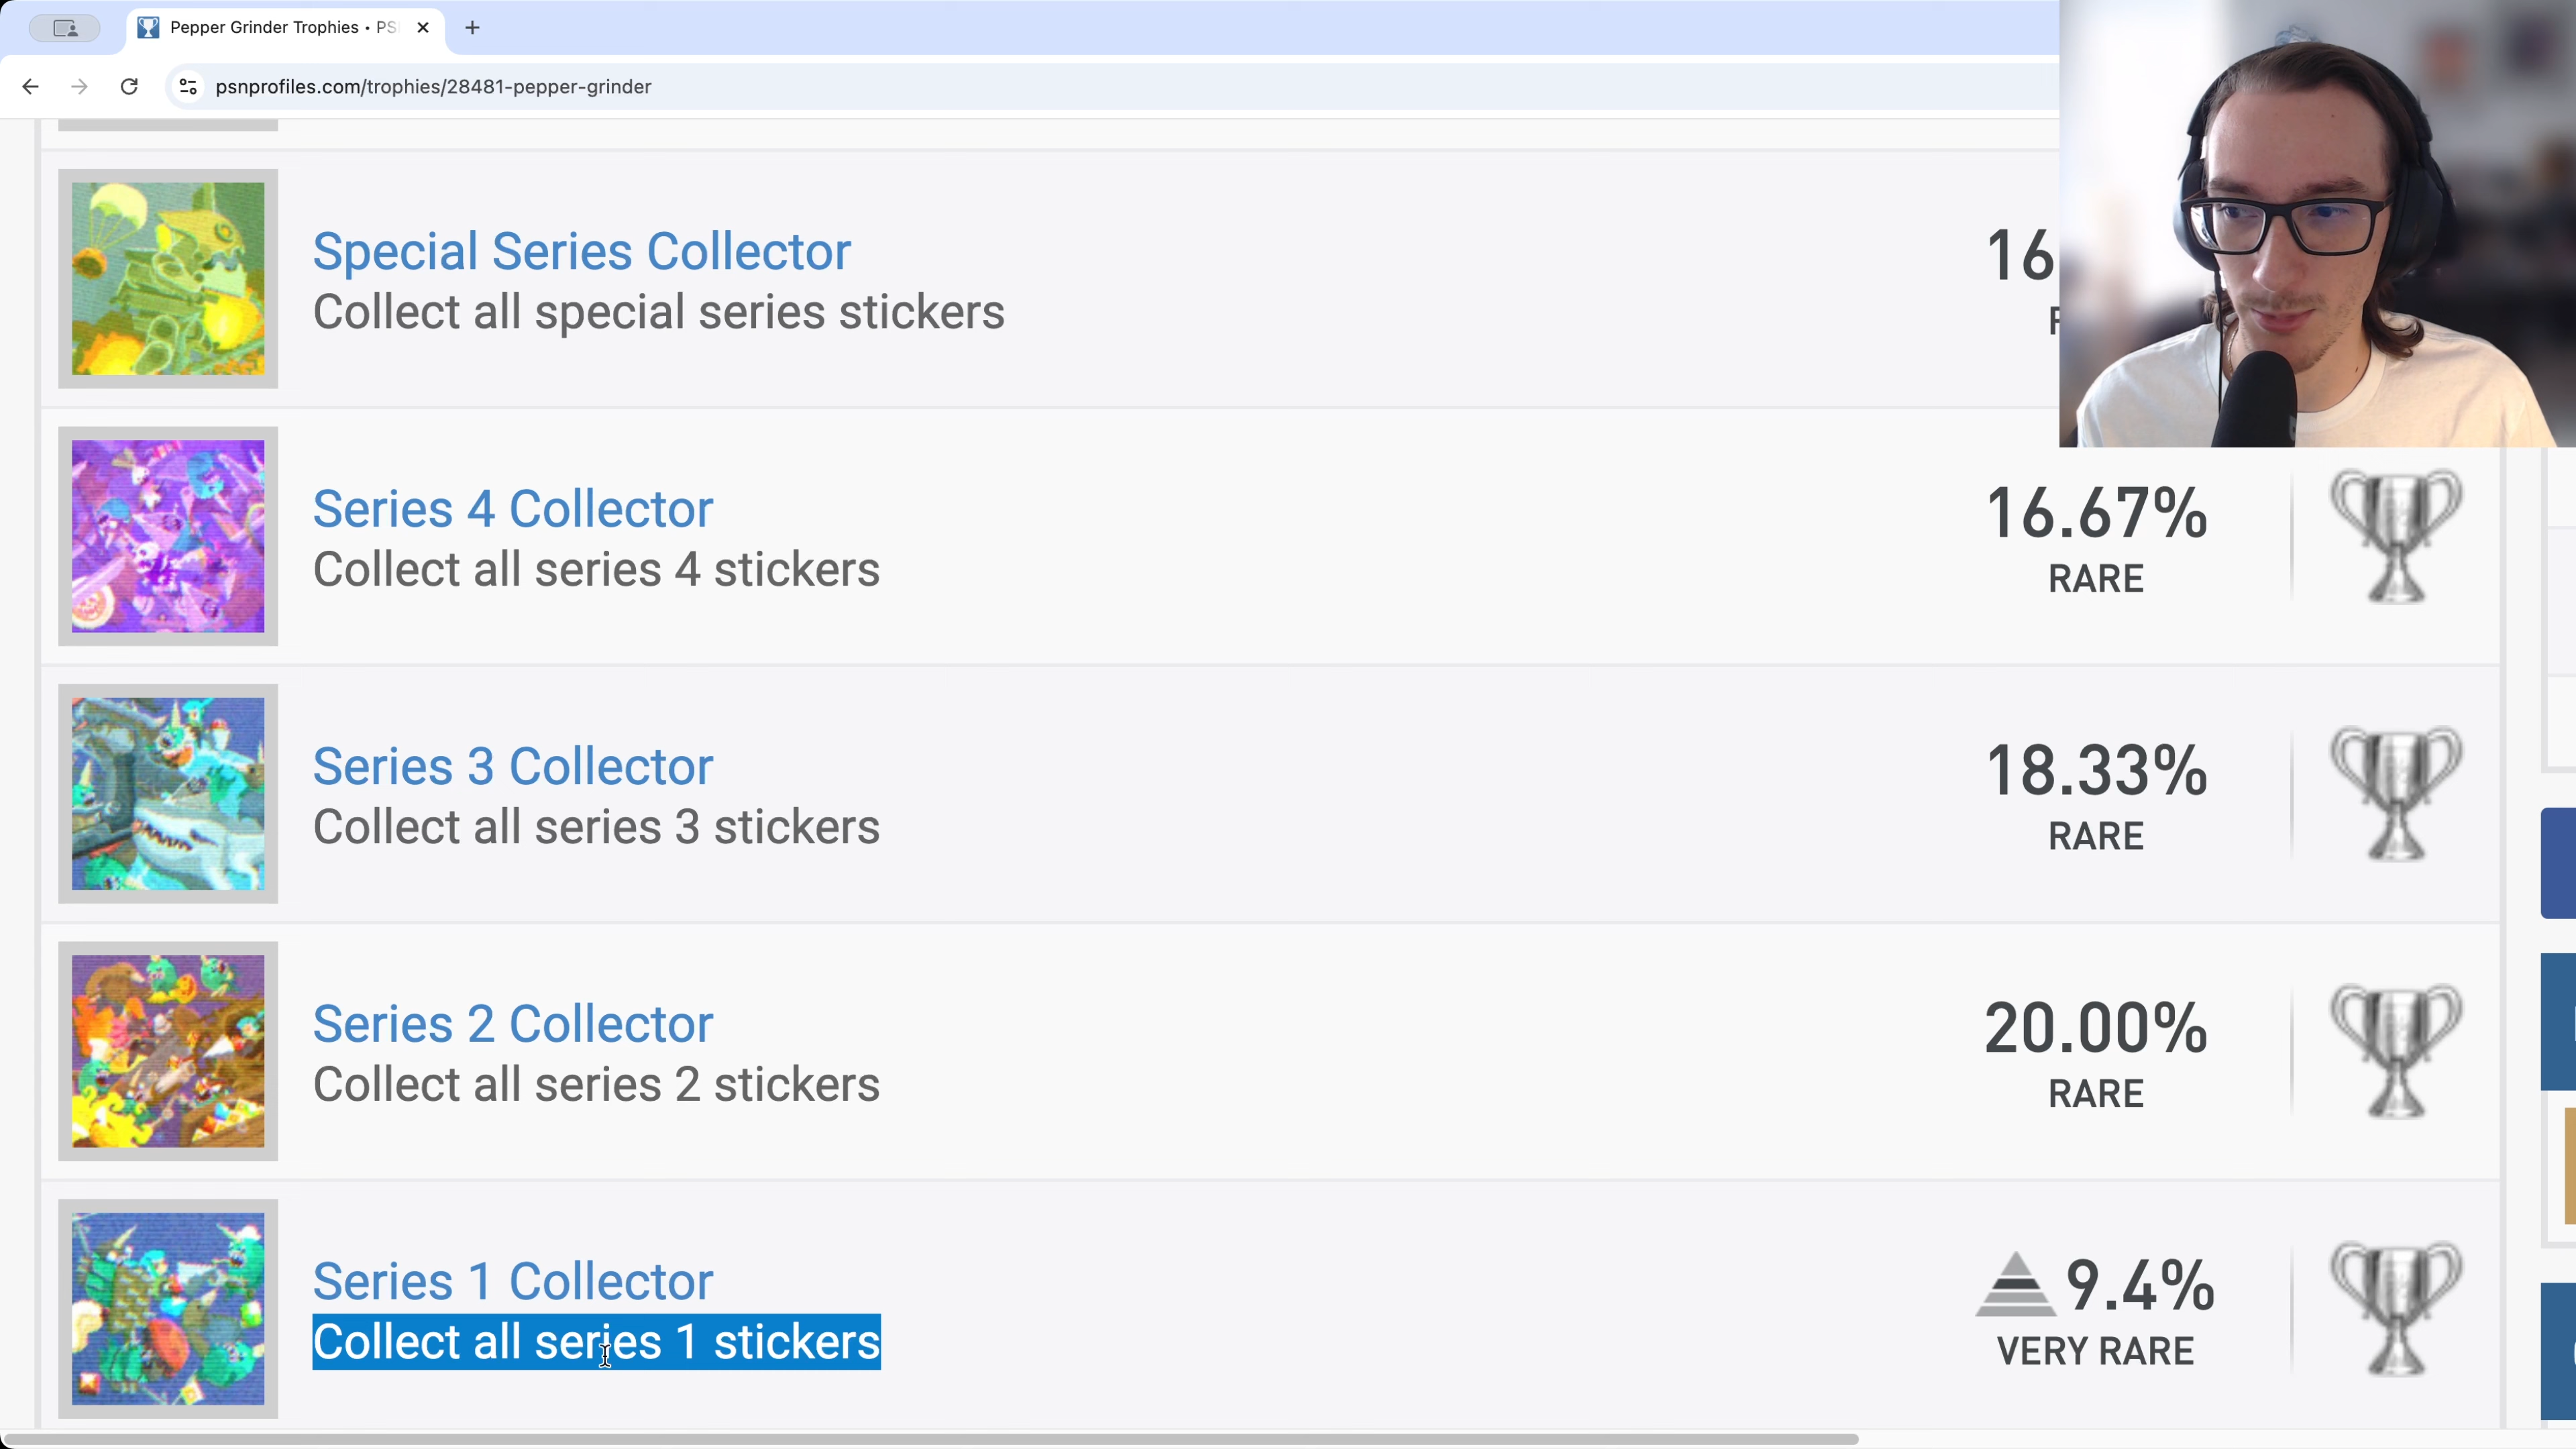 Pepper Grinder Trophies • PS
psnprofiles.com/trophies/28481-pepper-grinder
Special Series Collector
Collect all special series stickers
16
Series 4 Collector
Collect all series 4 stickers
16.67%
RARE
Series 3 Collector
Collect all series 3 stickers
18.33%
RARE
Series 2 Collector
Collect all series 2 stickers
20.00%
RARE
Series 1 Collector
Collect all series 1 stickers
9.4%
VERY RARE